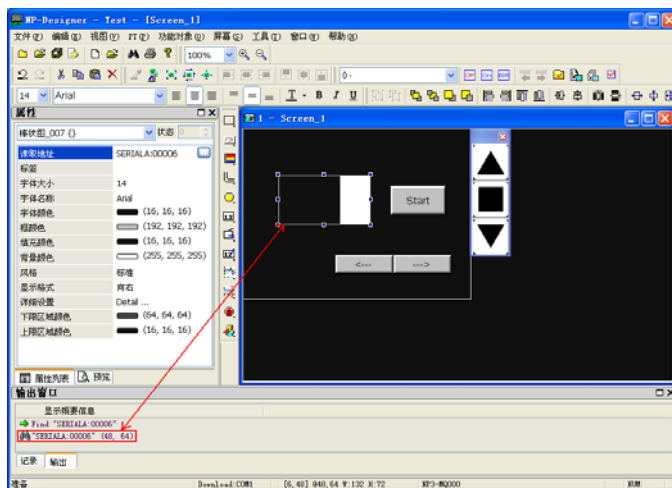 NP-Designer - Test - [Screen_1]
文件(F) 编辑(E) 视图(V) PT(P) 功能对象(O) 屏幕(S) 工具(T) 窗口(W) 帮助(H)
100%
0-
14 Arial
属性
棒状图_007 {} 状态 0
读取地址 SERIALA:00006
标签
字体大小 14
字体名称 Arial
字体颜色 (16, 16, 16)
框颜色 (192, 192, 192)
填充颜色 (16, 16, 16)
背景颜色 (255, 255, 255)
风格 标准
显示格式 向右
详细设置 Detail ...
下限区域颜色 (64, 64, 64)
上限区域颜色 (16, 16, 16)
属性列表 预览
1 - Screen_1
Start
<---
--->
输出窗口
显示概要信息
Find "SERIALA:00006"
"SERIALA:00006" (48, 64)
记录 输出
准备 Download:COM1 [6,48] @48,64 W:132 H:72 NP3-MQ000 NUM